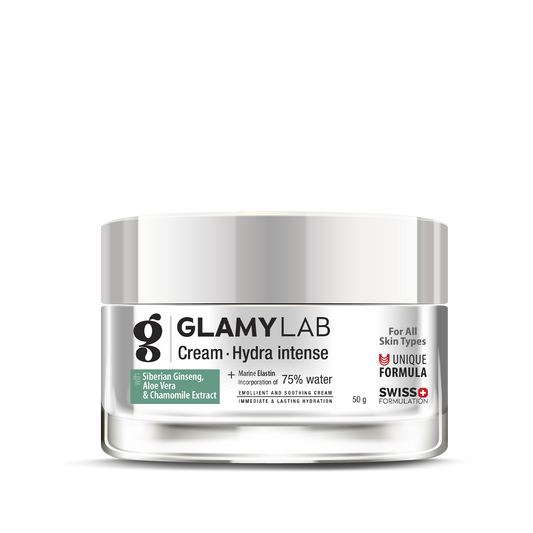 g GLAMYLAB
Cream · Hydra intense
with Siberian Ginseng,
Aloe Vera
& Chamomile Extract
+ Marine Elastin
Incorporation of 75% water
EMOLLIENT AND SOOTHING CREAM
IMMEDIATE & LASTING HYDRATION
50 g
For All
Skin Types
UNIQUE
FORMULA
SWISS
FORMULATION